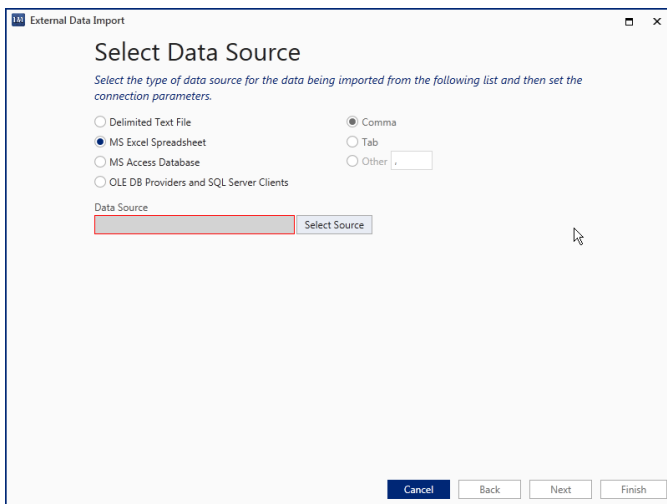 External Data Import
Select Data Source
Select the type of data source for the data being imported from the following list and then set the
connection parameters.
Delimited Text File
MS Excel Spreadsheet
MS Access Database
OLE DB Providers and SQL Server Clients
Comma
Tab
Other ,
Data Source
Select Source
Cancel Back Next Finish